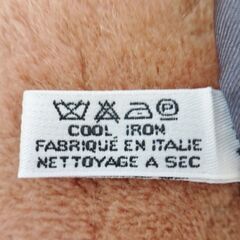 P
COOL IRON
FABRIQUÉ EN ITALIE
NETTOYAGE A SEC